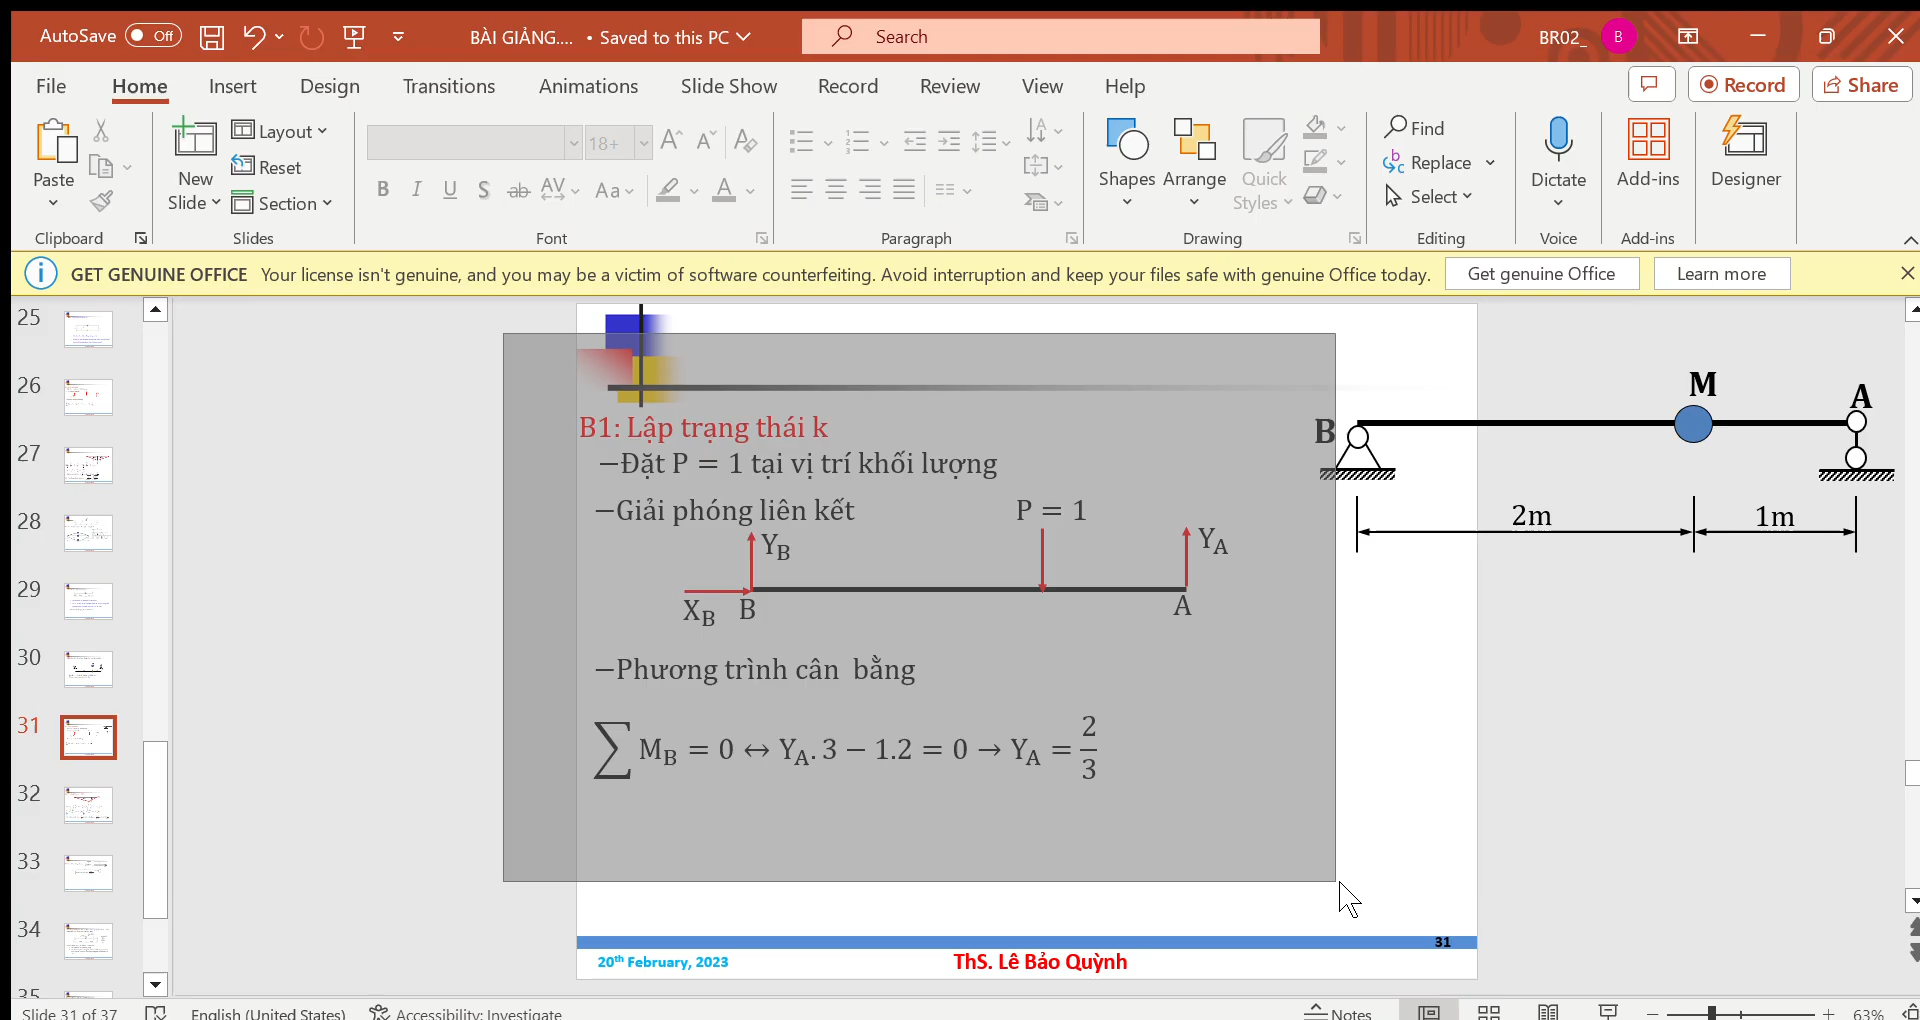 AutoSave Off BÀI GIẢNG.... • Saved to this PC Search BR02_ B
File Home Insert Design Transitions Animations Slide Show Record Review View Help Record Share
Paste New Slide Layout Reset Section 18+ Shapes Arrange Quick Styles Find Replace Select Dictate Add-ins Designer
Clipboard Slides Font Paragraph Drawing Editing Voice Add-ins
GET GENUINE OFFICE Your license isn't genuine, and you may be a victim of software counterfeiting. Avoid interruption and keep your files safe with genuine Office today. Get genuine Office Learn more
25
26
27
28
29
30
31
32
33
34
35
B1: Lập trạng thái k
−Đặt P = 1 tại vị trí khối lượng
−Giải phóng liên kết
P = 1
Y_B
Y_A
X_B B
A
−Phương trình cân bằng
∑ M_B = 0 ↔ Y_A. 3 − 1.2 = 0 → Y_A = 2/3
M
A
B
2m
1m
31
20th February, 2023
ThS. Lê Bảo Quỳnh
Slide 31 of 37 English (United States) Accessibility: Investigate Notes 63%